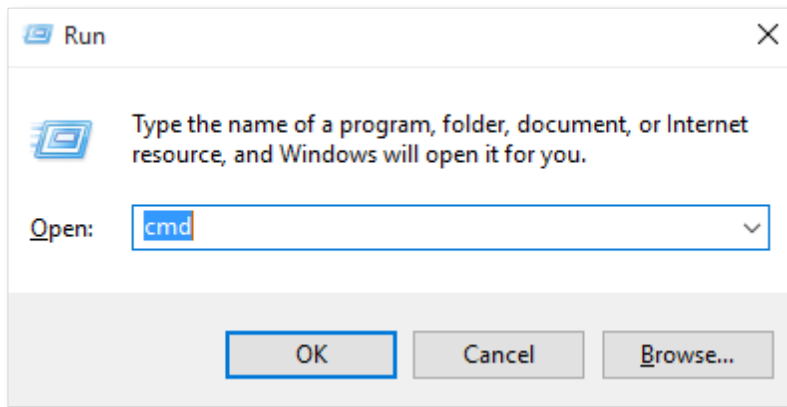 Run
Type the name of a program, folder, document, or Internet
resource, and Windows will open it for you.
Open: cmd
OK Cancel Browse...